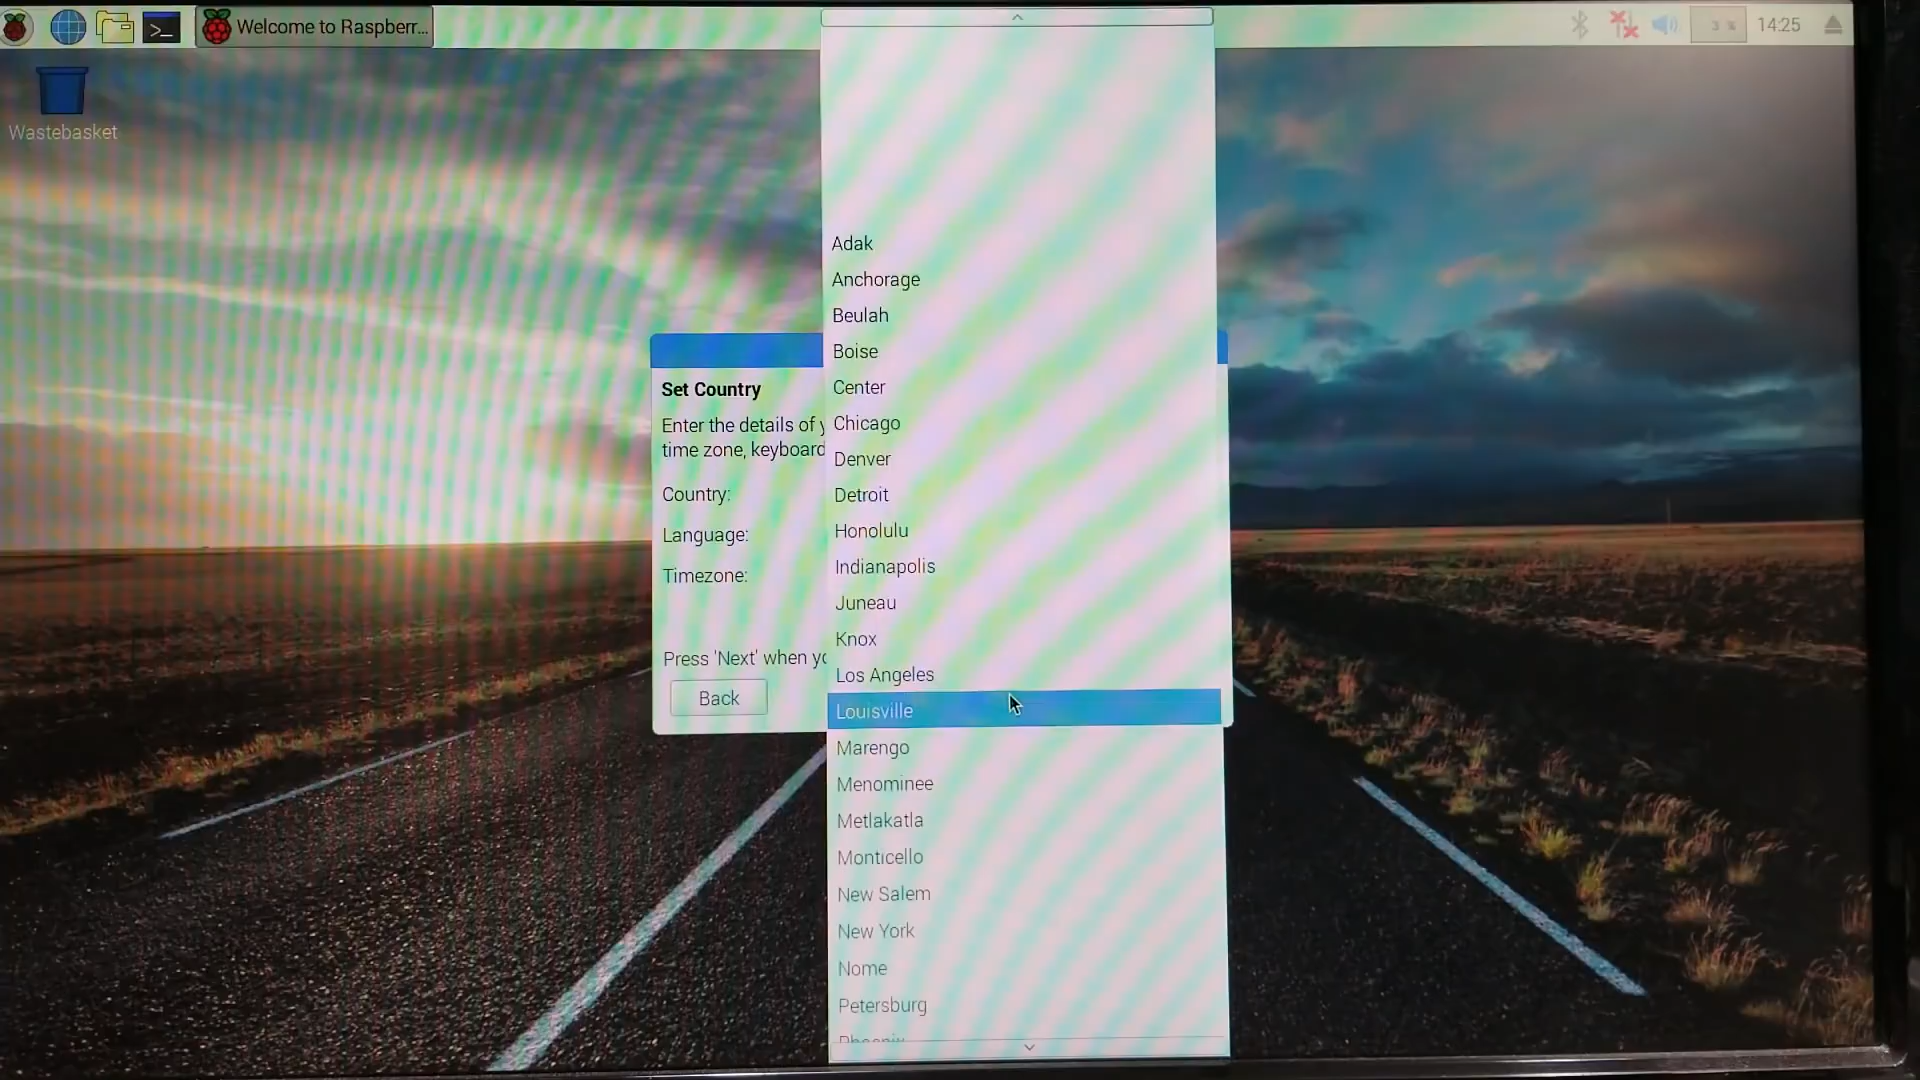 Welcome to Raspberr...
3 %
14:25
Wastebasket
Set Country
Enter the details of y
time zone, keyboard
Country:
Language:
Timezone:
Press 'Next' when yo
Back
Adak
Anchorage
Beulah
Boise
Center
Chicago
Denver
Detroit
Honolulu
Indianapolis
Juneau
Knox
Los Angeles
Louisville
Marengo
Menominee
Metlakatla
Monticello
New Salem
New York
Nome
Petersburg
Phoenix